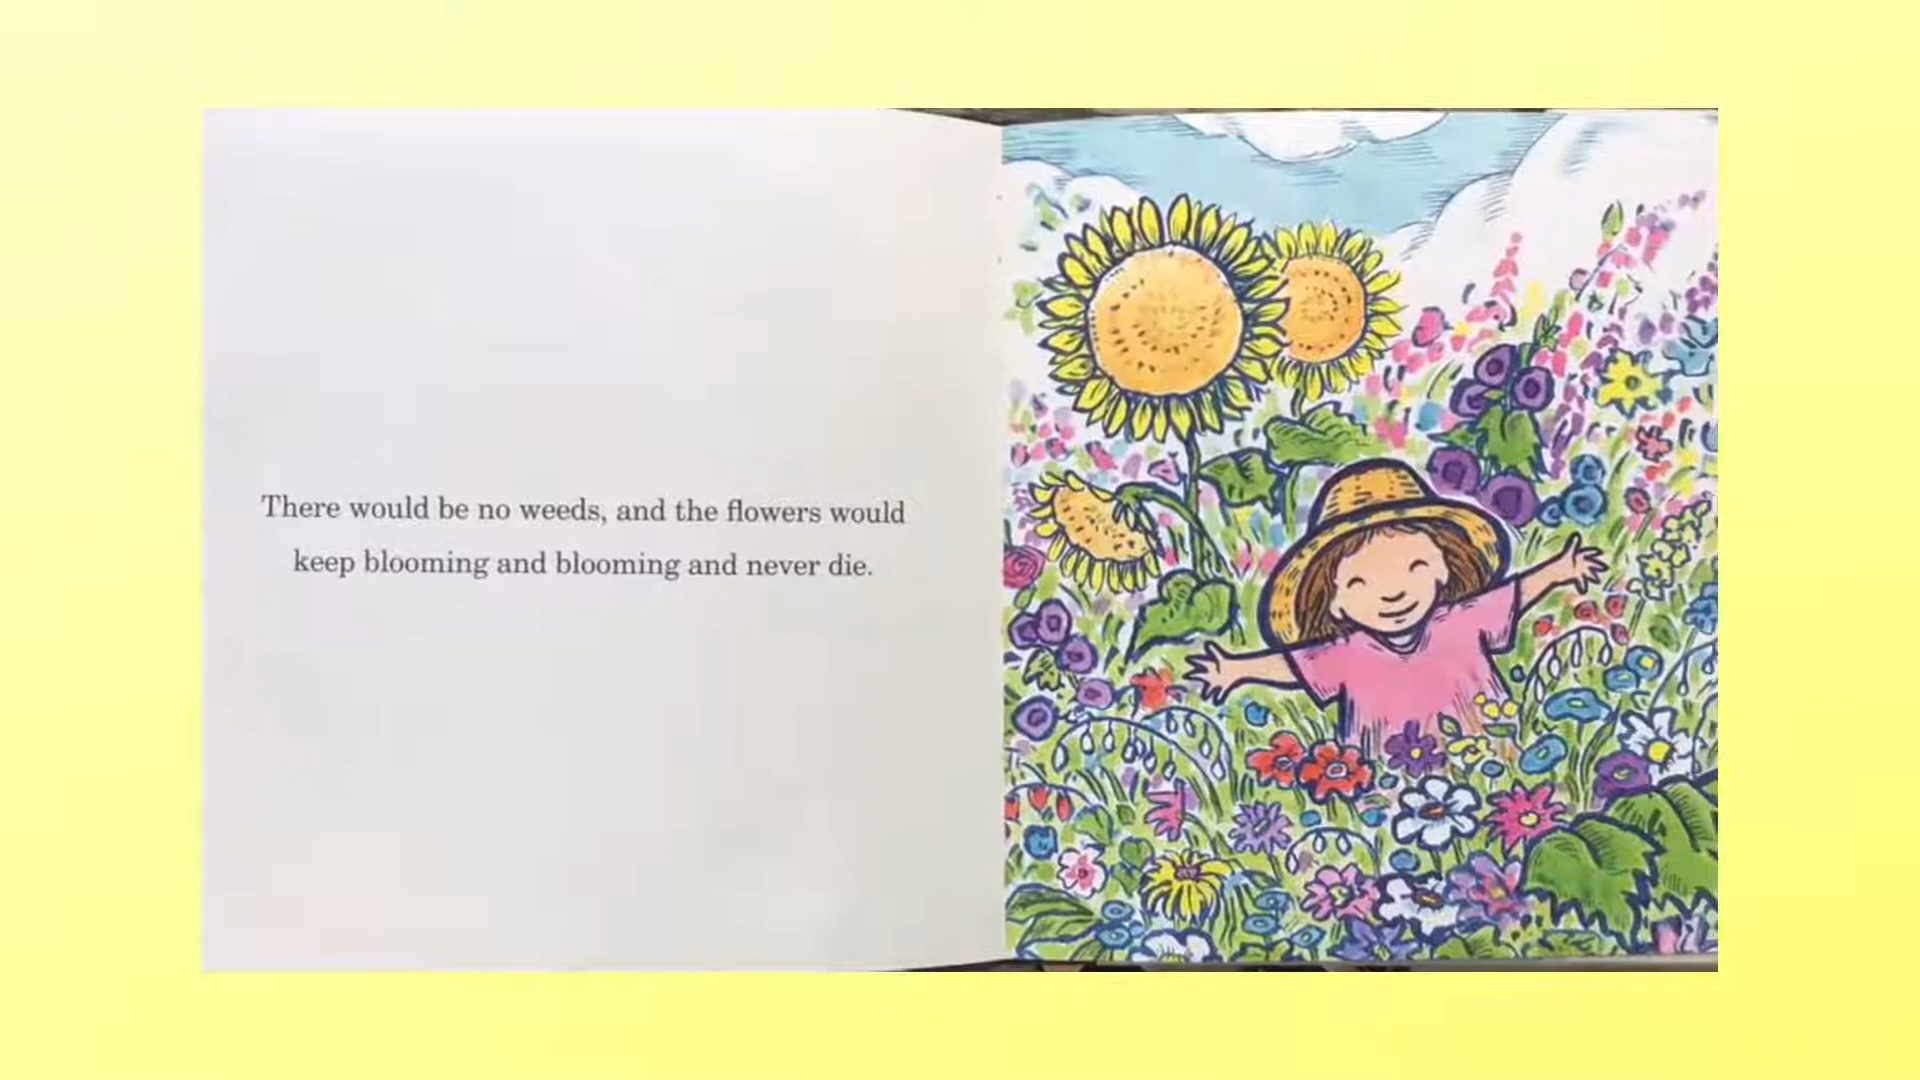 There would be no weeds, and the flowers would
keep blooming and blooming and never die.